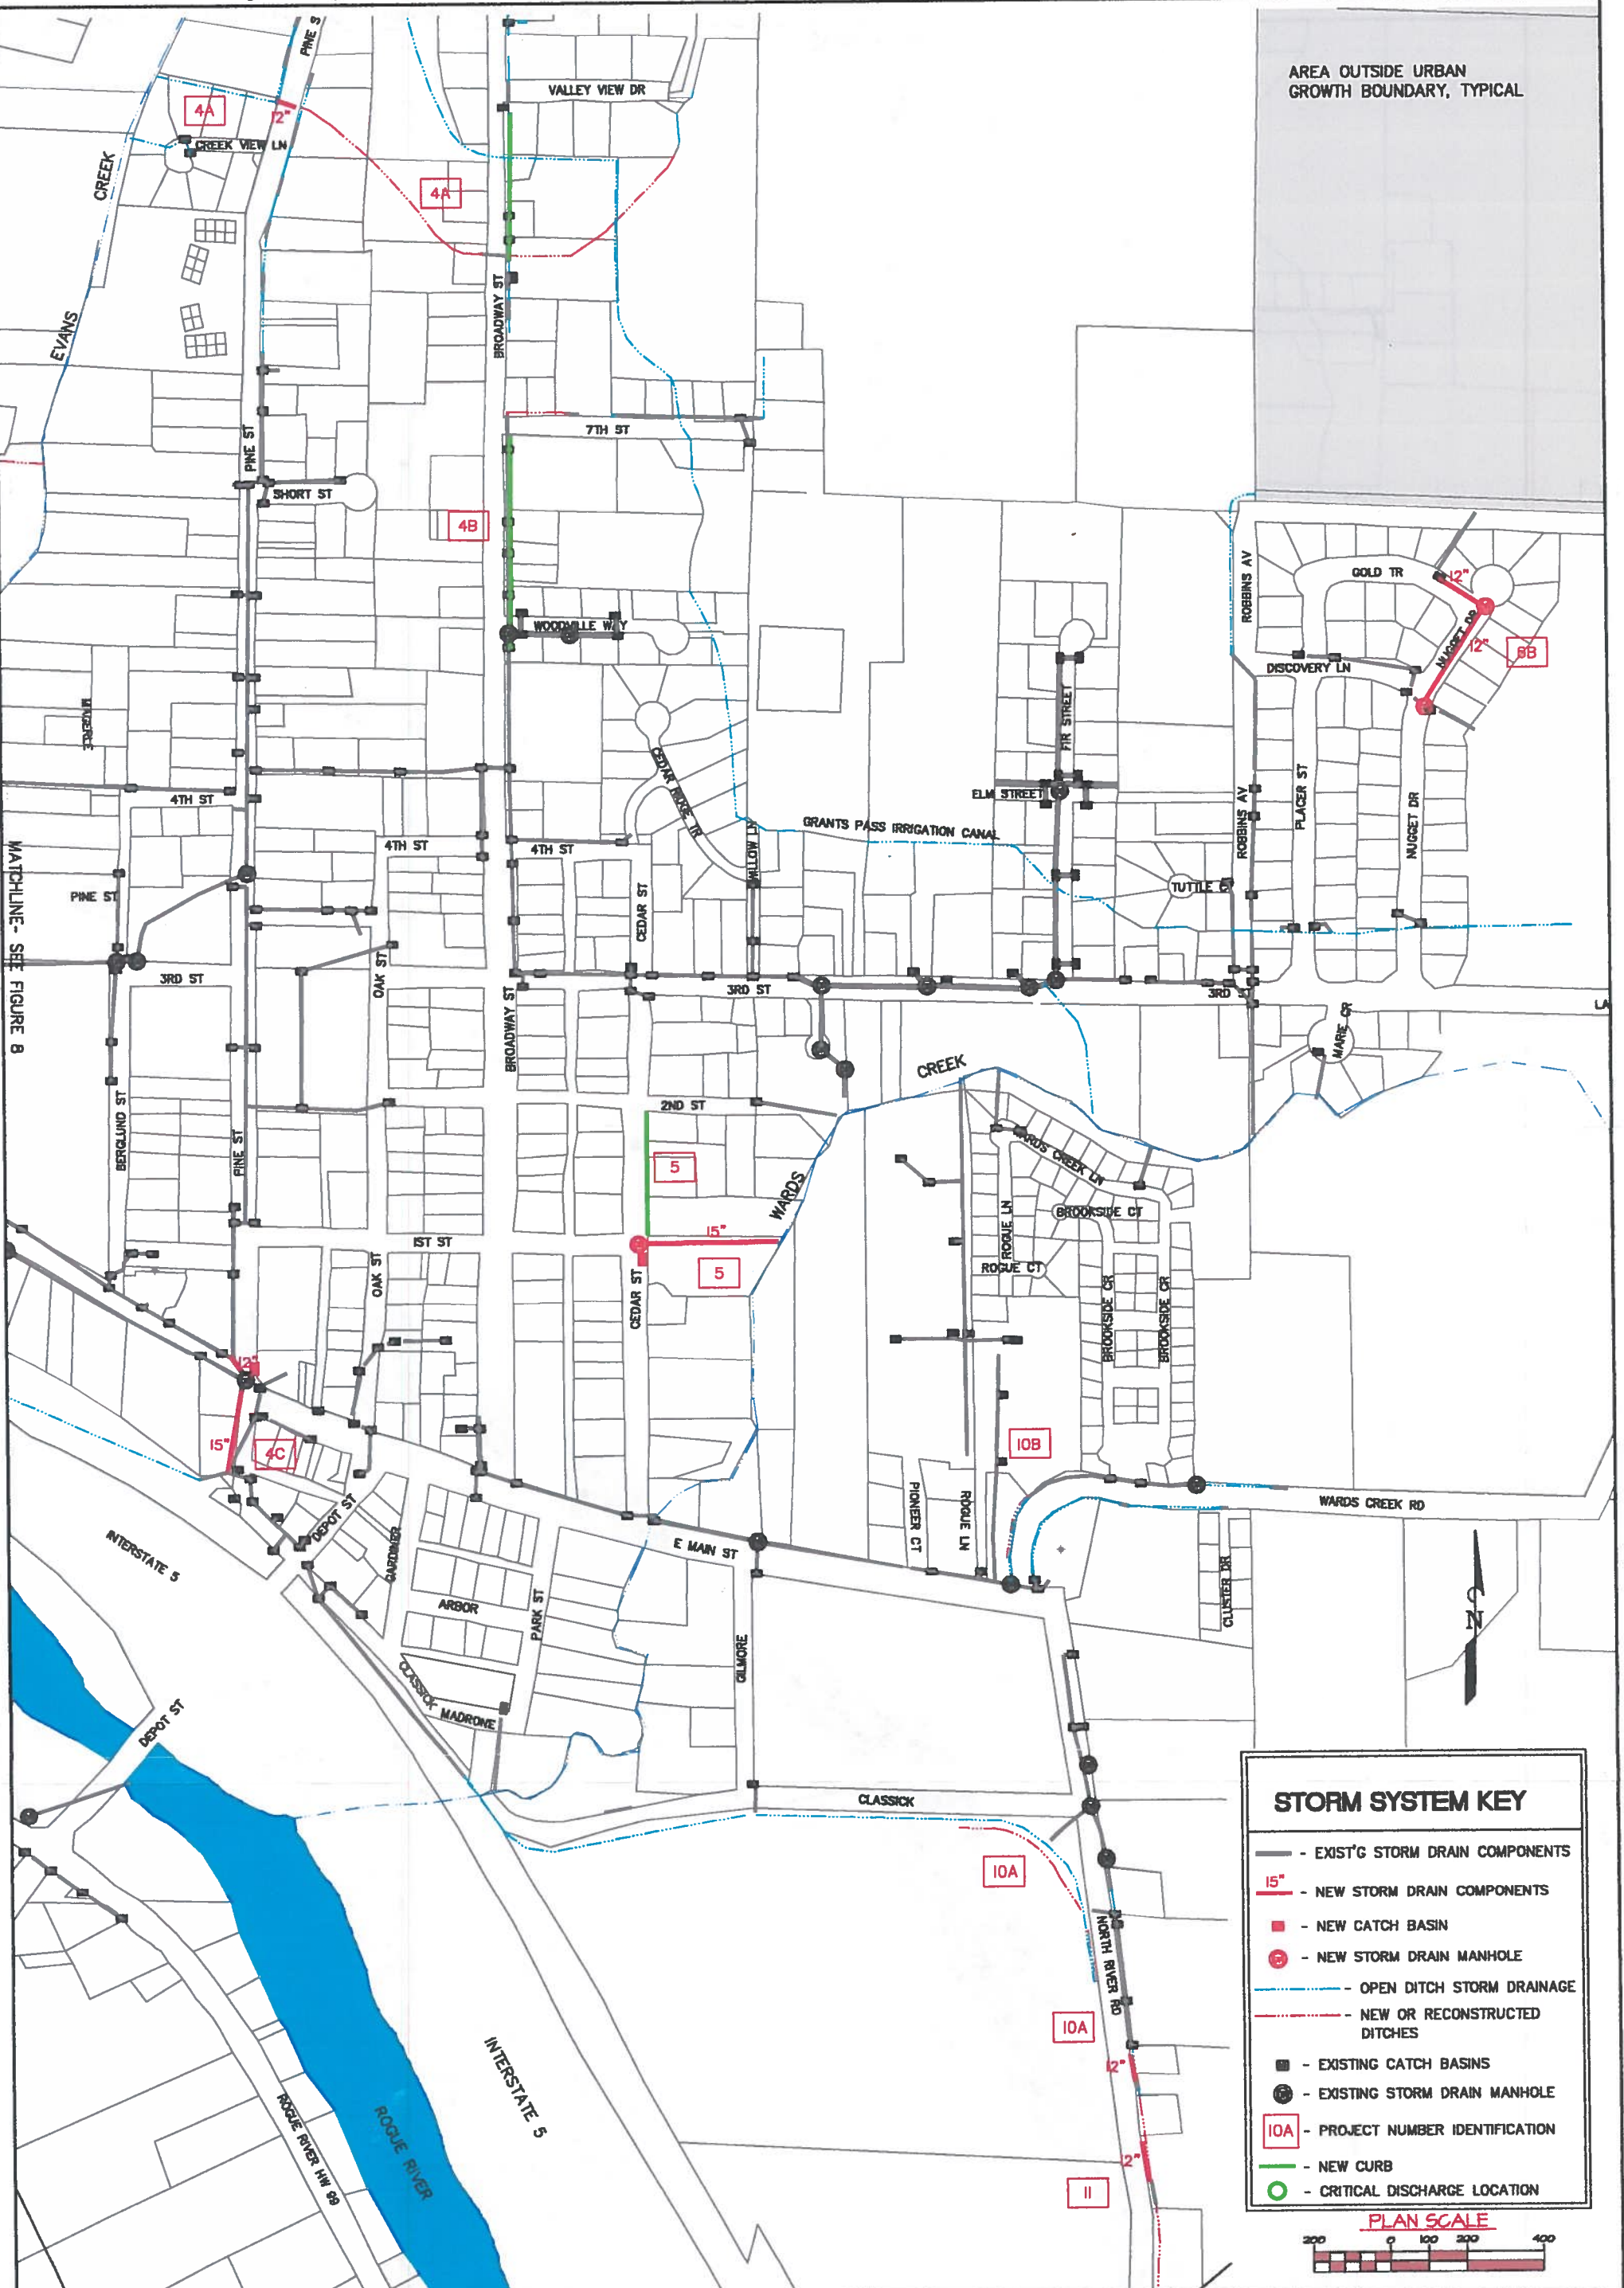 AREA OUTSIDE URBAN
GROWTH BOUNDARY, TYPICAL
PINE S
VALLEY VIEW DR
4A
12"
CREEK VIEW LN
CREEK
4A
EVANS
BROADWAY ST
7TH ST
PINE ST
SHORT ST
4B
ROBBINS AV
GOLD TR
12"
NUGGET DR
12"
8B
DISCOVERY LN
WOODVILLE WAY
FIR STREET
CEDAR RIDGE TR
ELM STREET
ROBBINS AV
PLACER ST
NUGGET DR
4TH ST
4TH ST
4TH ST
WILLOW LN
GRANTS PASS IRRIGATION CANAL
TUTTLE
PINE ST
CEDAR ST
OAK ST
3RD ST
BROADWAY ST
3RD ST
3RD ST
LA
MARIE CR
MATCHLINE- SEE FIGURE 8
CREEK
2ND ST
BERGLUND ST
PINE ST
5
WARDS
WARDS CREEK LN
ROGUE LN
BROOKSIDE CT
1ST ST
15"
5
OAK ST
CEDAR ST
ROGUE CT
BROOKSIDE CR
BROOKSIDE CR
12"
15"
4C
10B
PIONEER CT
ROGUE LN
WARDS CREEK RD
DEPOT ST
GARDINER
E MAIN ST
INTERSTATE 5
CLUSTER DR
ARBOR
PARK ST
GILMORE
N
CLASSICK
MADRONE
DEPOT ST
CLASSICK
10A
NORTH RIVER RD
10A
12"
INTERSTATE 5
ROGUE RIVER HW 99
ROGUE RIVER
12"
11
STORM SYSTEM KEY
- EXIST'G STORM DRAIN COMPONENTS
15"
- NEW STORM DRAIN COMPONENTS
- NEW CATCH BASIN
- NEW STORM DRAIN MANHOLE
- OPEN DITCH STORM DRAINAGE
- NEW OR RECONSTRUCTED
DITCHES
- EXISTING CATCH BASINS
- EXISTING STORM DRAIN MANHOLE
10A - PROJECT NUMBER IDENTIFICATION
- NEW CURB
- CRITICAL DISCHARGE LOCATION
PLAN SCALE
200 0 100 200 400